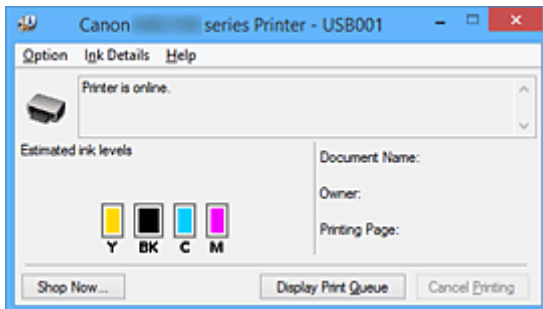 Canon series Printer - USB001
Option Ink Details Help
Printer is online.
Estimated ink levels
Document Name:
Owner:
Printing Page:
Y BK C M
Shop Now... Display Print Queue Cancel Printing